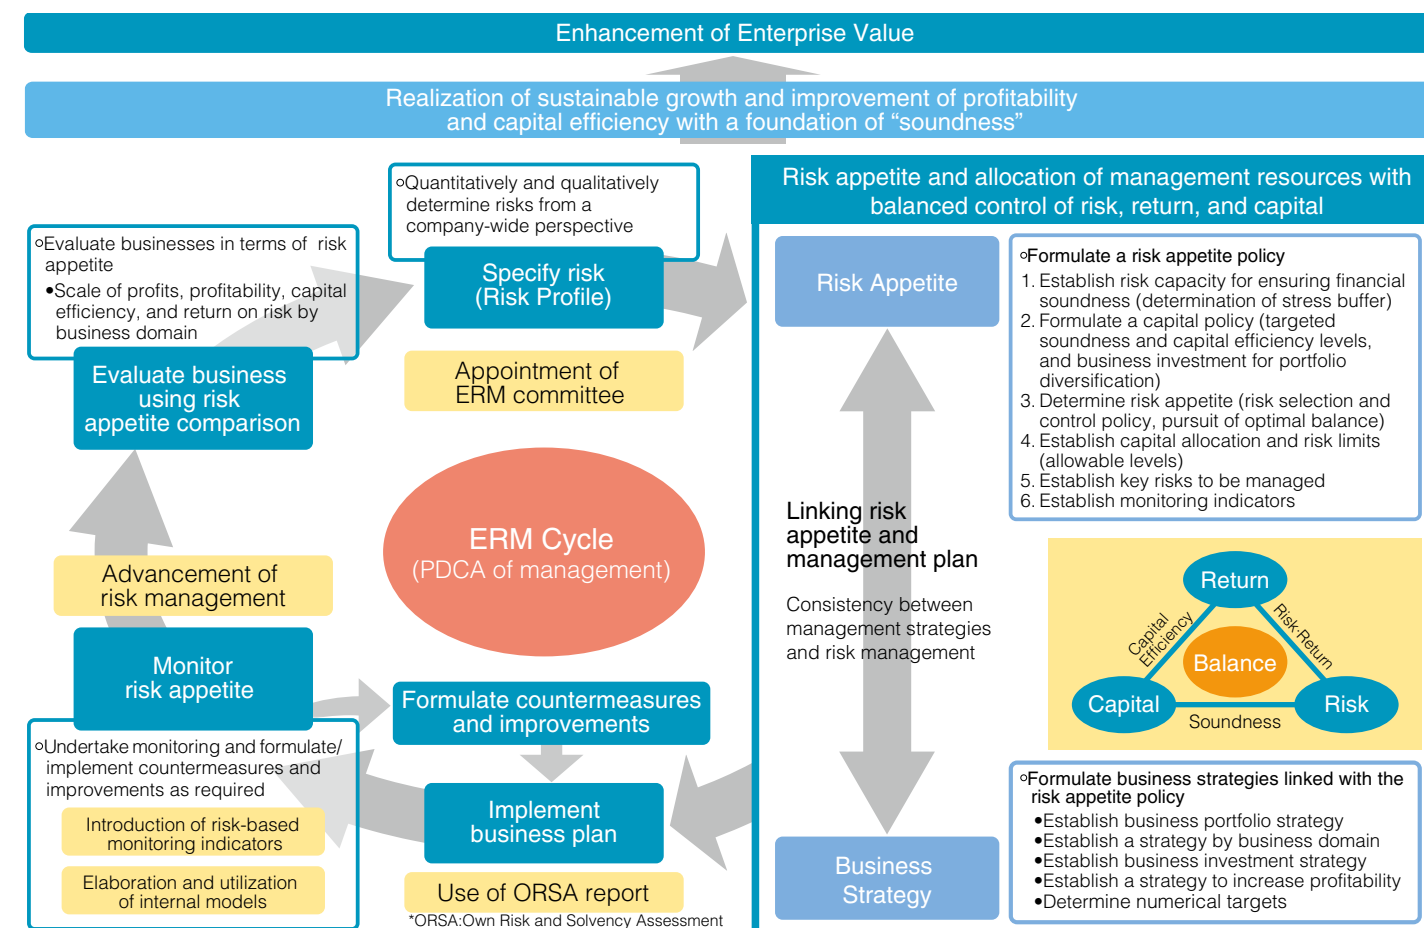 Enhancement of Enterprise Value
Realization of sustainable growth and improvement of profitability
and capital efficiency with a foundation of “soundness”
Quantitatively and qualitatively
determine risks from a
company-wide perspective
Specify risk
(Risk Profile)
Appointment of
ERM committee
Evaluate businesses in terms of risk
appetite
•Scale of profits, profitability, capital
efficiency, and return on risk by
business domain
Evaluate business
using risk
appetite comparison
ERM Cycle
(PDCA of management)
Advancement of
risk management
Monitor
risk appetite
Undertake monitoring and formulate/
implement countermeasures and
improvements as required
Introduction of risk-based
monitoring indicators
Elaboration and utilization
of internal models
Formulate countermeasures
and improvements
Implement
business plan
Use of ORSA report
*ORSA:Own Risk and Solvency Assessment
Risk appetite and allocation of management resources with
balanced control of risk, return, and capital
Risk Appetite
Linking risk
appetite and
management plan
Consistency between
management strategies
and risk management
Business
Strategy
Formulate a risk appetite policy
1. Establish risk capacity for ensuring financial
soundness (determination of stress buffer)
2. Formulate a capital policy (targeted
soundness and capital efficiency levels,
and business investment for portfolio
diversification)
3. Determine risk appetite (risk selection and
control policy, pursuit of optimal balance)
4. Establish capital allocation and risk limits
(allowable levels)
5. Establish key risks to be managed
6. Establish monitoring indicators
Return
Capital
Efficiency
Risk·Return
Balance
Capital
Soundness
Risk
Formulate business strategies linked with the
risk appetite policy
•Establish business portfolio strategy
•Establish a strategy by business domain
•Establish business investment strategy
•Establish a strategy to increase profitability
•Determine numerical targets